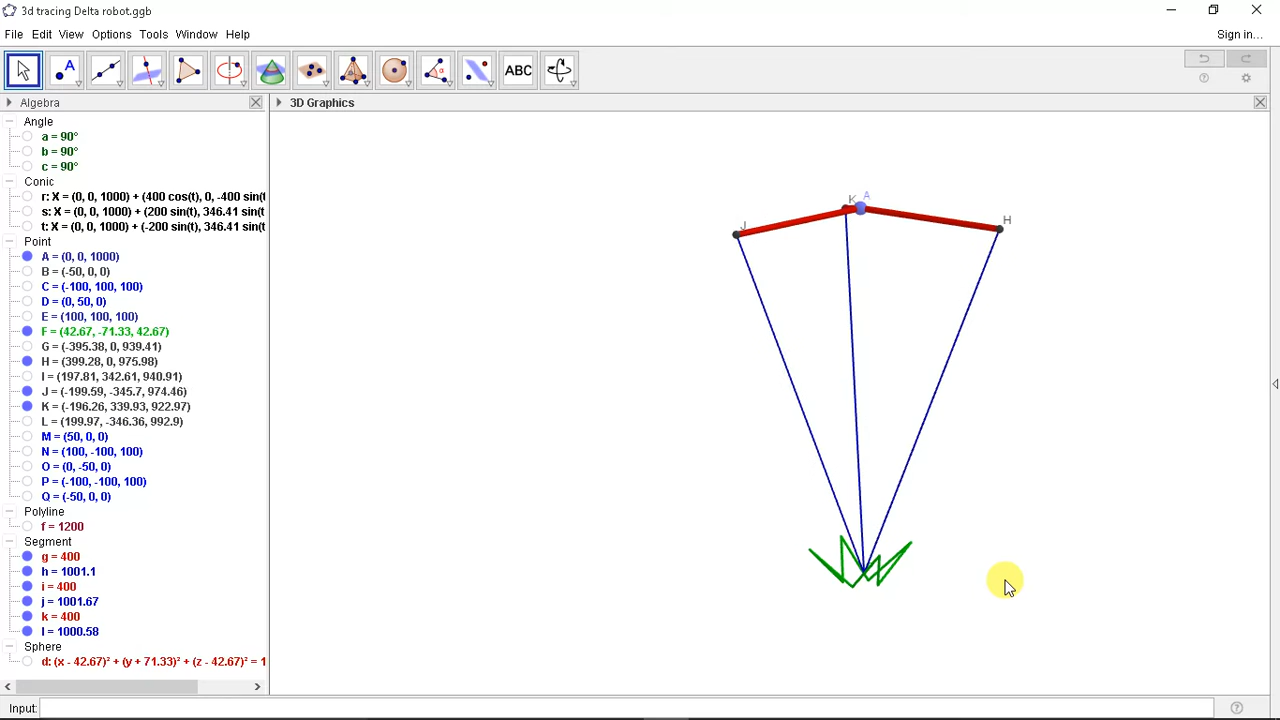 3d tracing Delta robot.ggb
File Edit View Options Tools Window Help
Sign in...
ABC
Algebra
3D Graphics
Angle
a = 90°
b = 90°
c = 90°
Conic
r: X = (0, 0, 1000) + (400 cos(t), 0, -400 sin(t
s: X = (0, 0, 1000) + (200 sin(t), 346.41 sin(t
t: X = (0, 0, 1000) + (-200 sin(t), 346.41 sin(t
Point
A = (0, 0, 1000)
B = (-50, 0, 0)
C = (-100, 100, 100)
D = (0, 50, 0)
E = (100, 100, 100)
F = (42.67, -71.33, 42.67)
G = (-395.38, 0, 939.41)
H = (399.28, 0, 975.98)
I = (197.81, 342.61, 940.91)
J = (-199.59, -345.7, 974.46)
K = (-196.26, 339.93, 922.97)
L = (199.97, -346.36, 992.9)
M = (50, 0, 0)
N = (100, -100, 100)
O = (0, -50, 0)
P = (-100, -100, 100)
Q = (-50, 0, 0)
Polyline
f = 1200
Segment
g = 400
h = 1001.1
i = 400
j = 1001.67
k = 400
l = 1000.58
Sphere
d: (x - 42.67)² + (y + 71.33)² + (z - 42.67)² = 1
K A
J
H
Input: